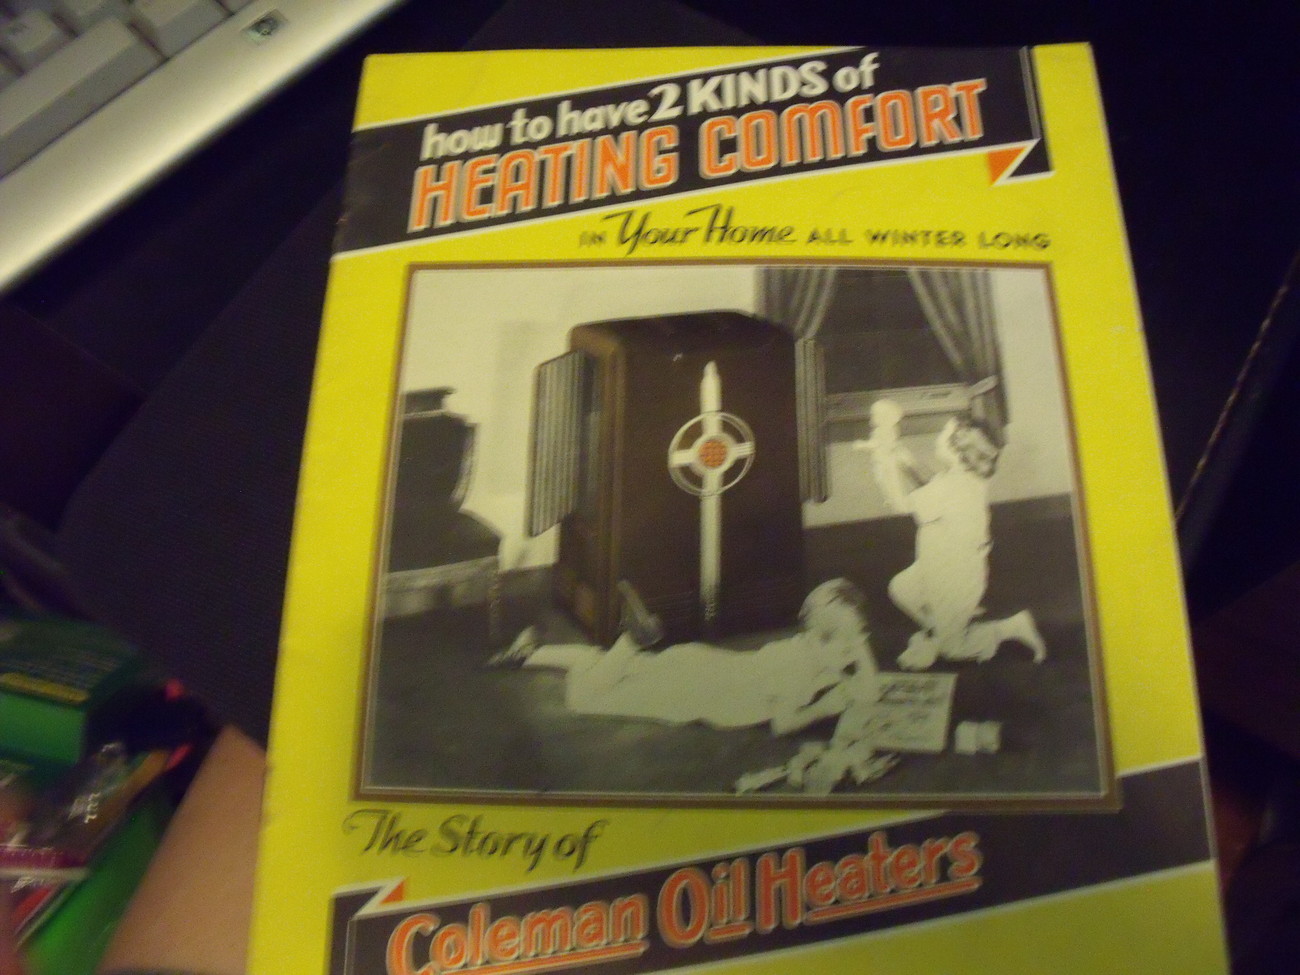 how to have 2 KINDS of
HEATING COMFORT
IN Your Home ALL WINTER LONG
The Story of
Coleman Oil Heaters